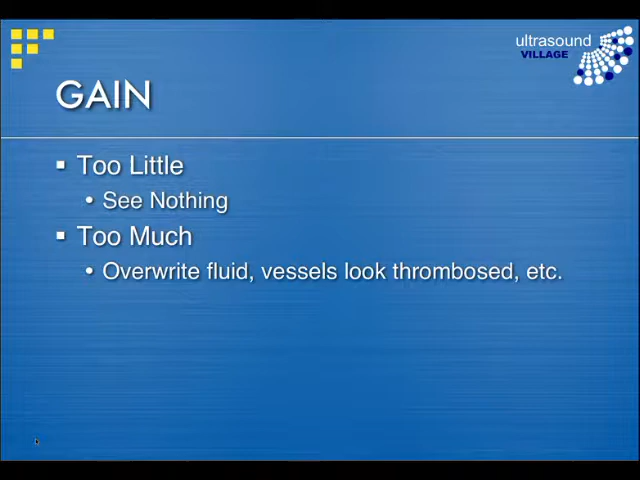 ultrasound
VILLAGE
GAIN
Too Little
See Nothing
Too Much
Overwrite fluid, vessels look thrombosed, etc.